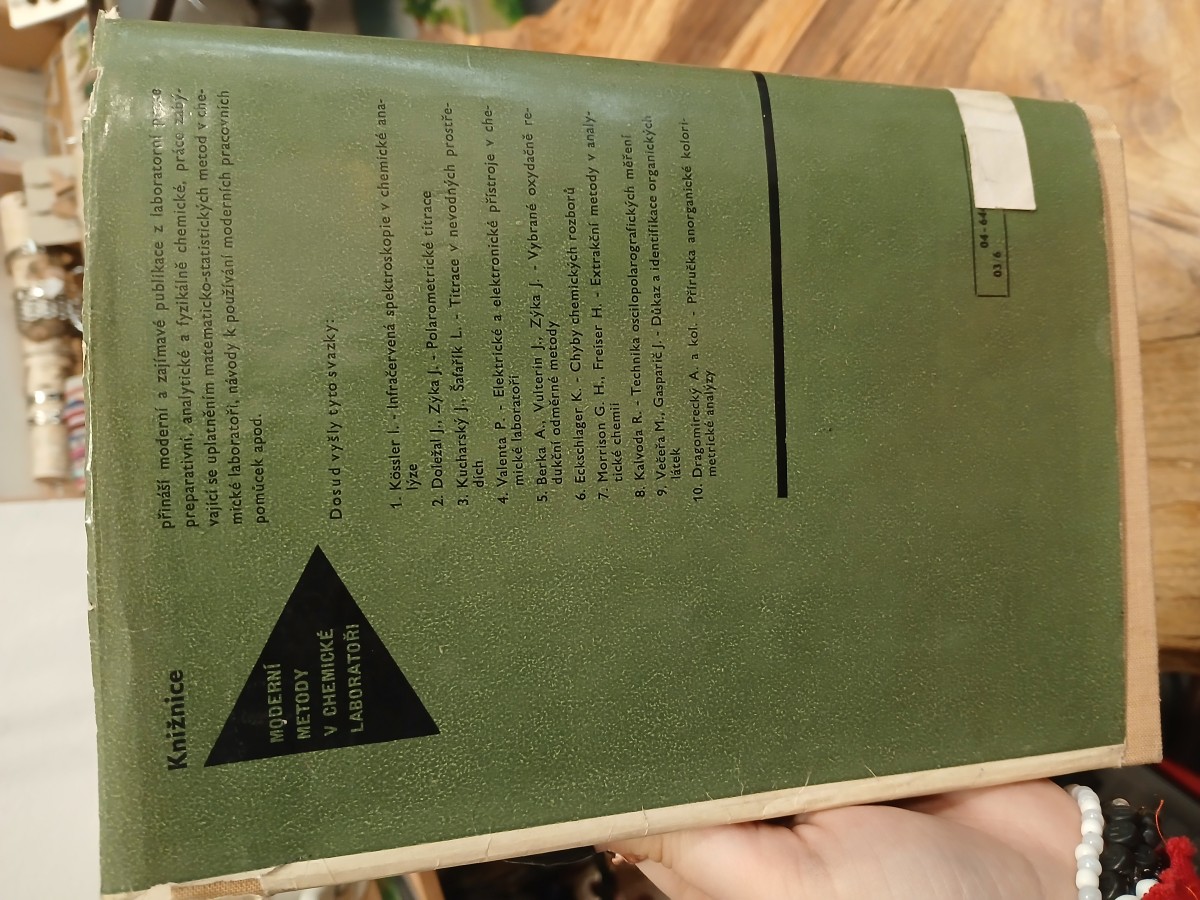 Knižnice
MODERNÍ
METODY
V CHEMICKÉ
LABORATOŘI
přináší moderní a zajímavé publikace z laboratorní praxe
preparativní, analytické a fyzikálně chemické, práce zabý-
vající se uplatněním matematicko-statistických metod v che-
mické laboratoři, návody k používání moderních pracovních
pomůcek apod.
Dosud vyšly tyto svazky:
1. Kössler I. - Infračervená spektroskopie v chemické ana-
lýze
2. Doležal J., Zýka J. - Polarometrické titrace
3. Kucharský J., Šafařík L. - Titrace v nevodných prostře-
dích
4. Valenta P. - Elektrické a elektronické přístroje v che-
mické laboratoři
5. Berka A., Vulterin J., Zýka J. - Vybrané oxydačně re-
dukční odměrné metody
6. Eckschlager K. - Chyby chemických rozborů
7. Morrison G. H., Freiser H. - Extrakční metody v analy-
tické chemii
8. Kalvoda R. - Technika oscilopolarografických měření
9. Večeřa M., Gasparič J. - Důkaz a identifikace organických
látek
10. Dragomirecký A. a kol. - Příručka anorganické kolori-
metrické analýzy
04 - 64
03/6